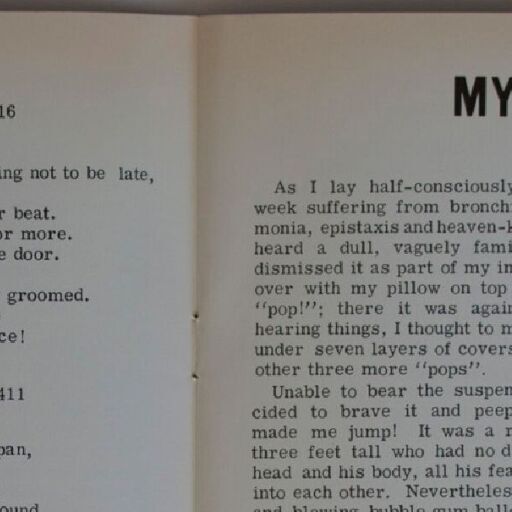 16
ing not to be late,
r beat.
or more.
e door.
groomed.
ce!
411
pan,
ound
MY
As I lay half-consciously
week suffering from bronch
monia, epistaxis and heaven-k
heard a dull, vaguely fami
dismissed it as part of my im
over with my pillow on top
"pop!"; there it was again
hearing things, I thought to m
under seven layers of covers
other three more "pops".
Unable to bear the suspen
cided to brave it and peep
made me jump! It was a m
three feet tall who had no d
head and his body, all his fea
into each other. Nevertheles
and blowing bubble gum ball